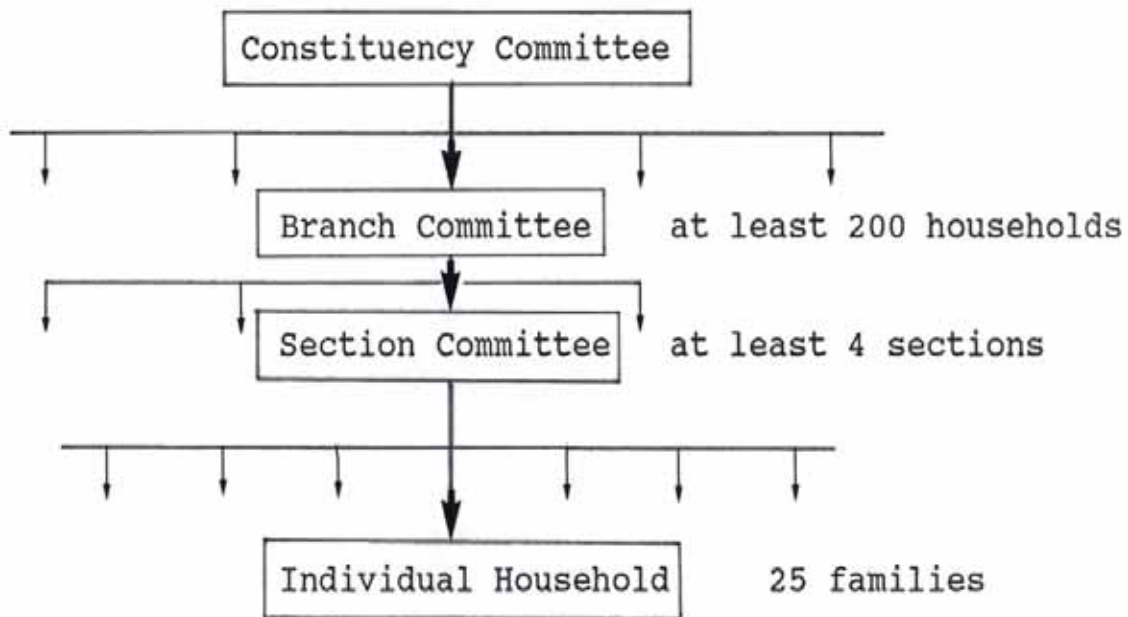 Constituency Committee
Branch Committee at least 200 households
Section Committee at least 4 sections
Individual Household 25 families